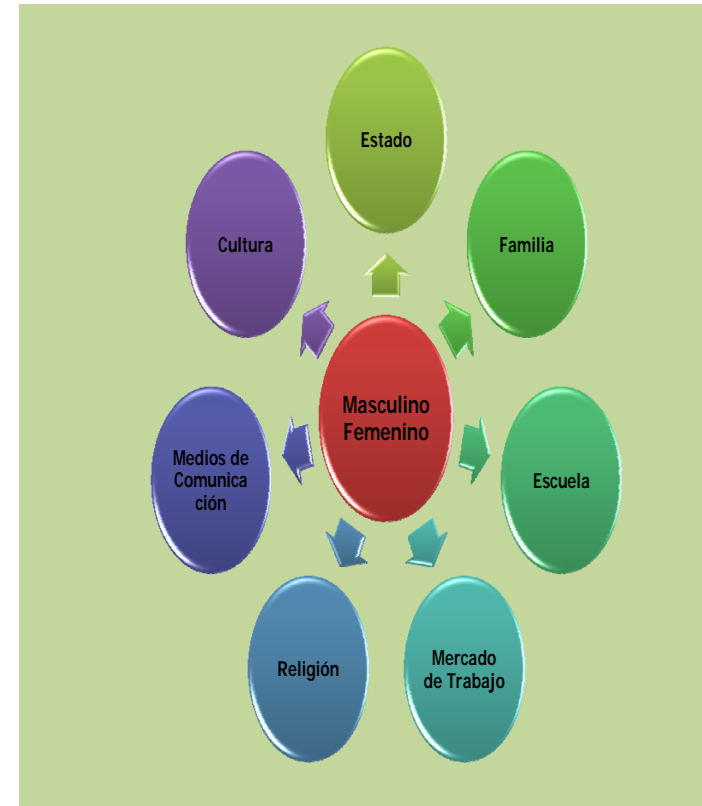 Estado
Cultura
Familia
Masculino
Femenino
Medios de
Comunica
ción
Escuela
Religión
Mercado
de Trabajo